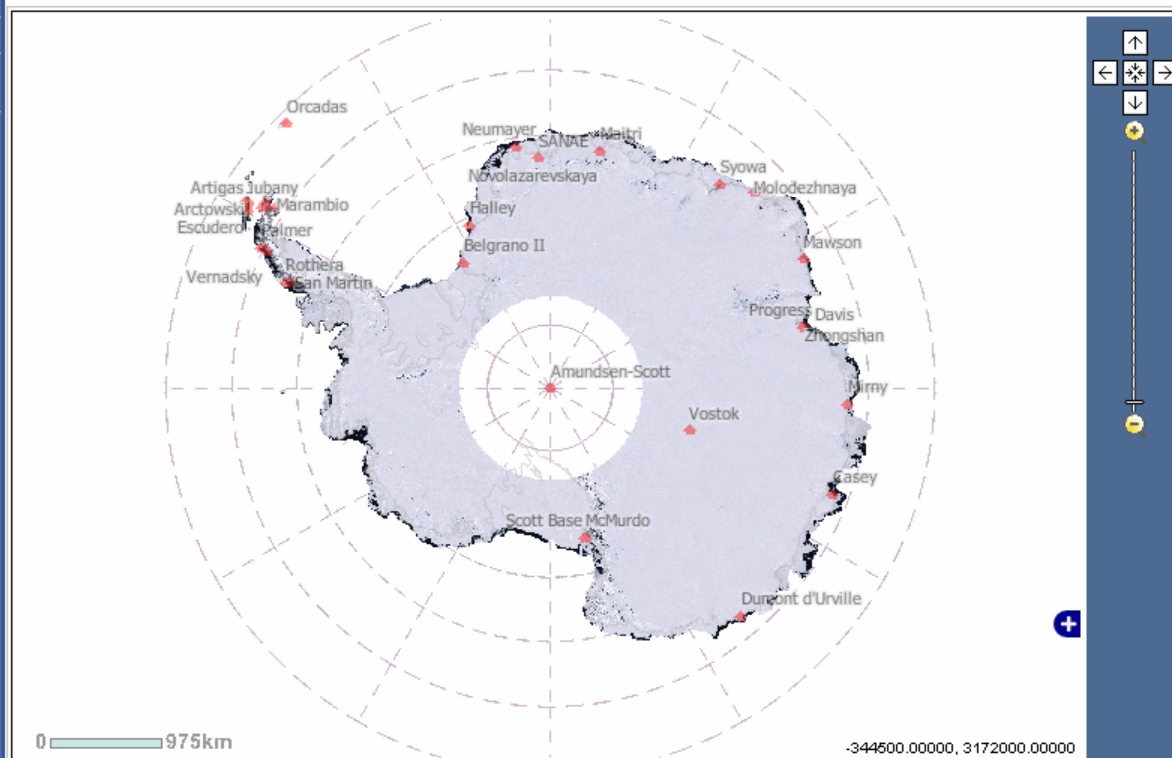 Orcadas
Neumayer
SANAE
Maitri
Novolazarevskaya
Syowa
Molodezhnaya
Artigas Jubany
Arctowski
Marambio
Escudero
Palmer
Halley
Belgrano II
Mawson
Vernadsky
Rothera
San Martin
Progress
Davis
Zhongshan
Amundsen-Scott
Mirny
Vostok
Casey
Scott Base McMurdo
Dumont d'Urville
0
975km
-344500.00000, 3172000.00000